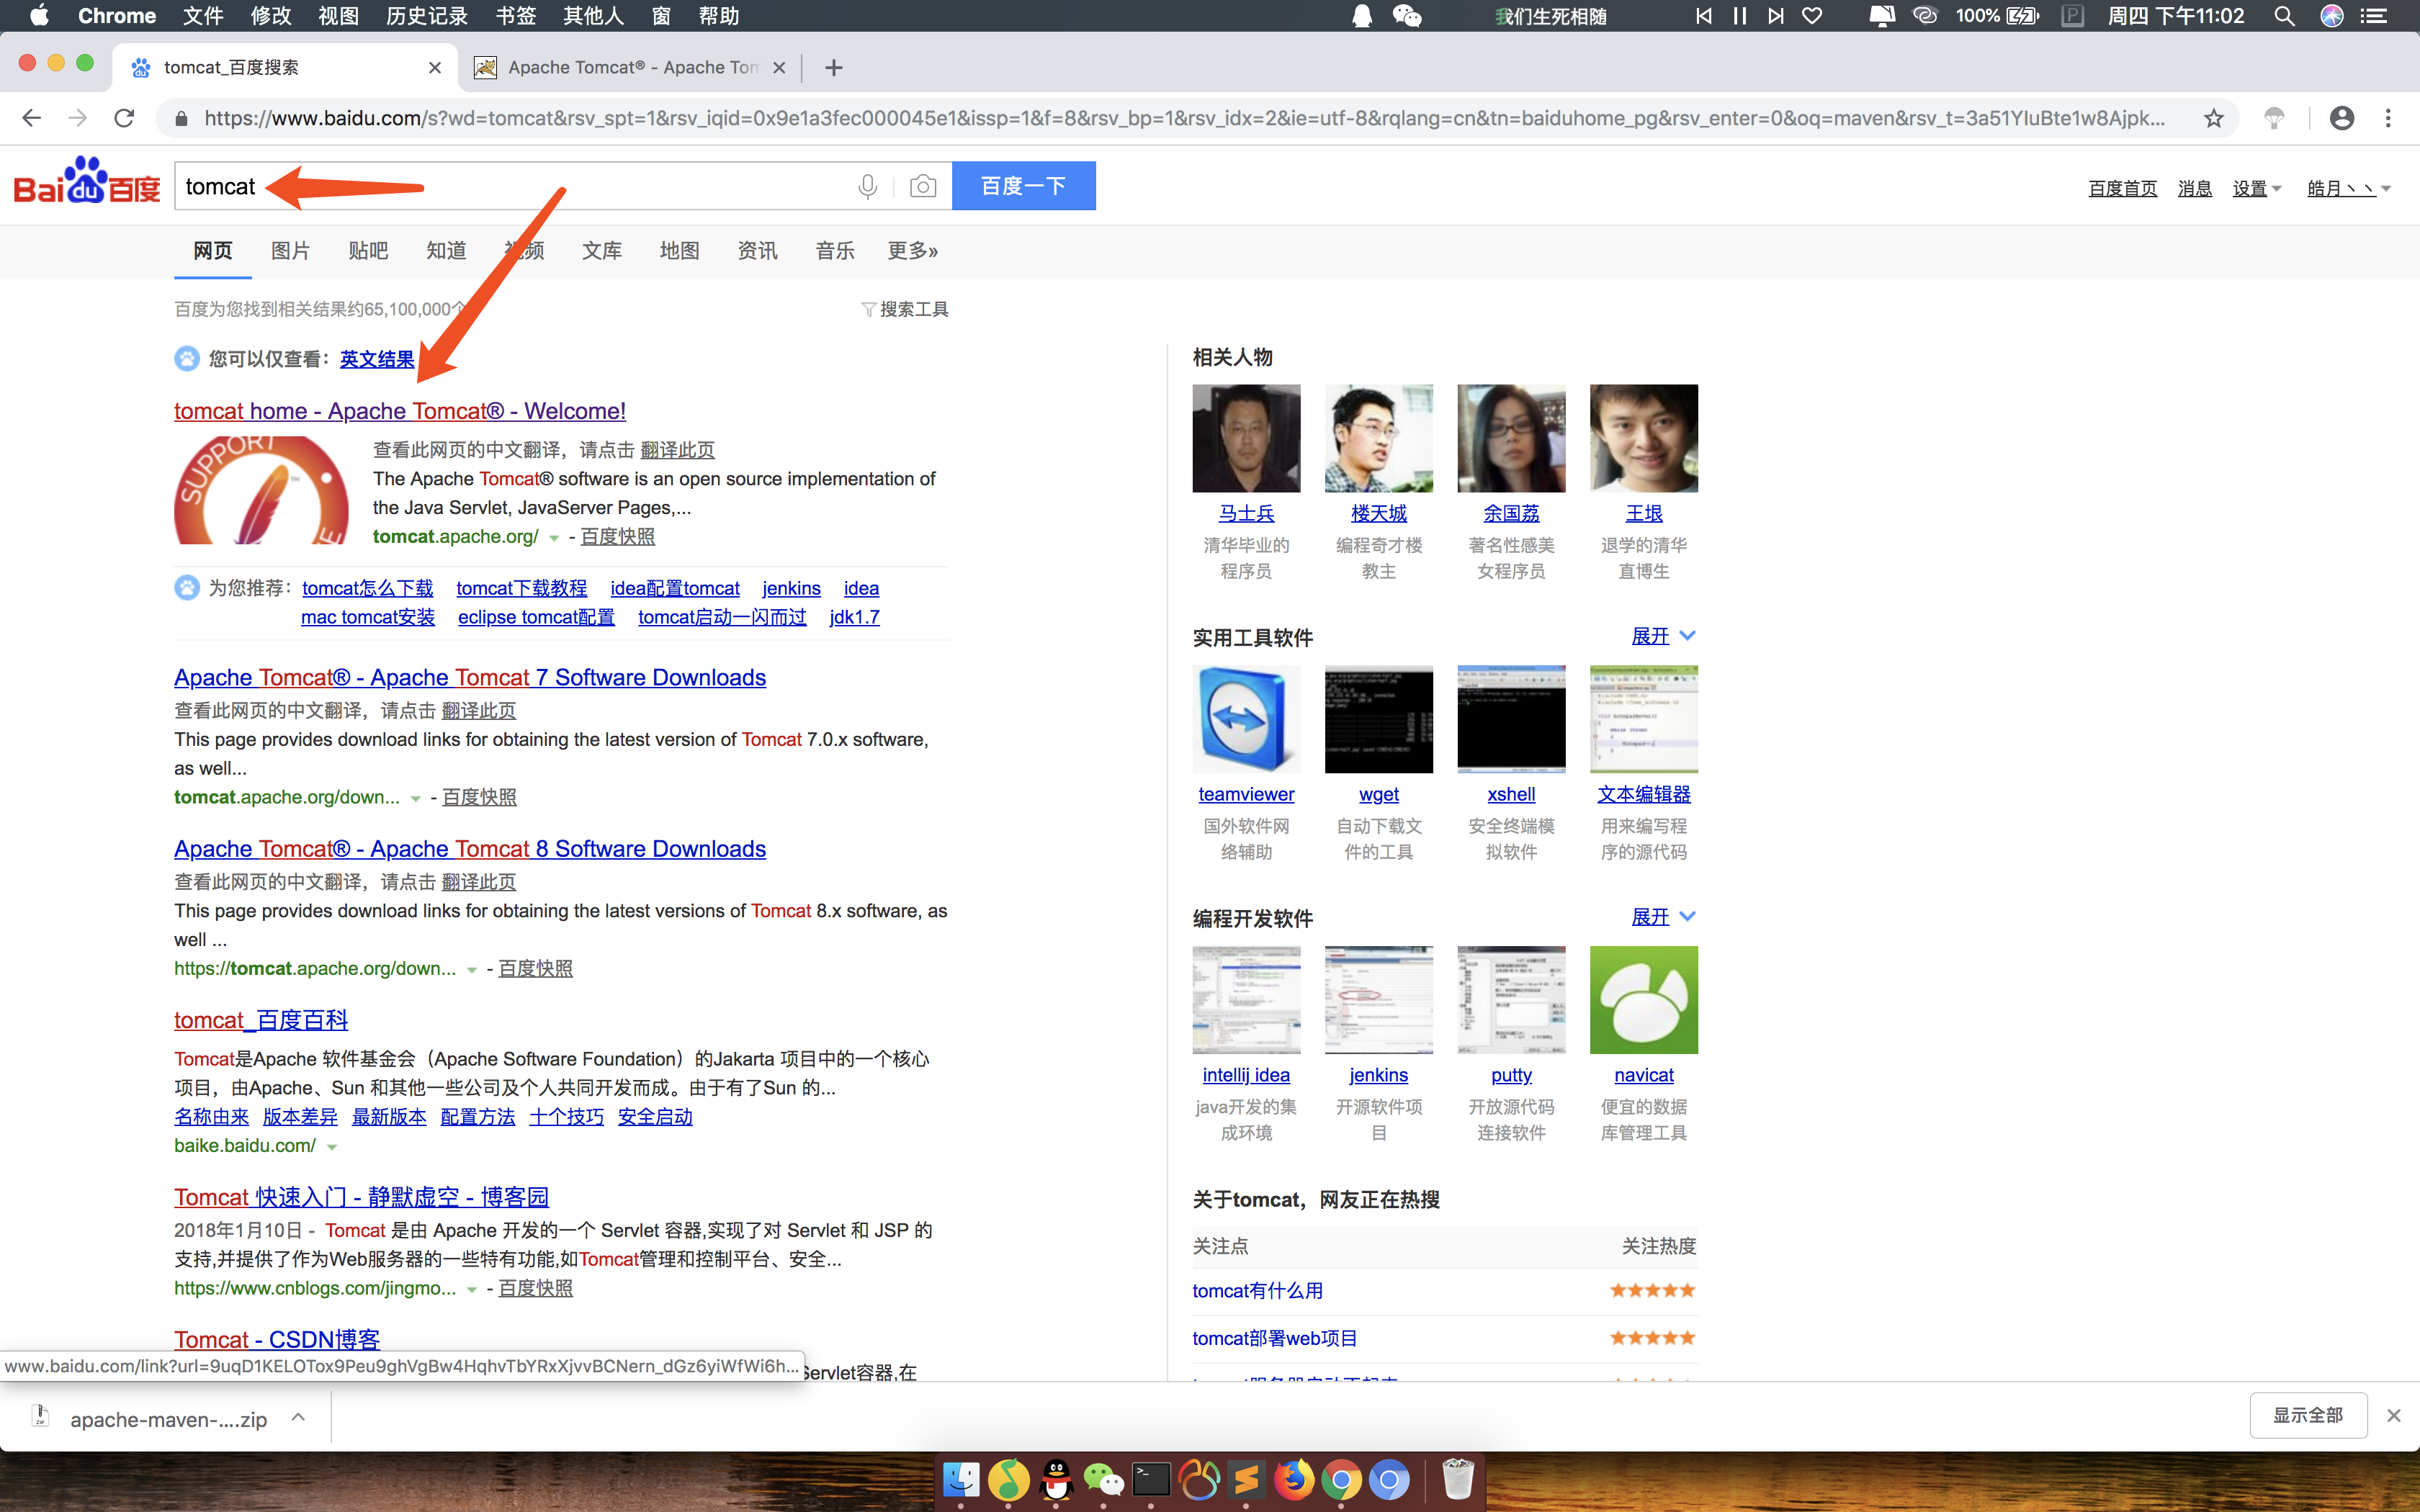 Chrome 文件 修改 视图 历史记录 书签 其他人 窗 帮助 我们生死相随 100% 周四 下午11:02
tomcat_百度搜索
Apache Tomcat® - Apache Tom
https://www.baidu.com/s?wd=tomcat&rsv_spt=1&rsv_iqid=0x9e1a3fec000045e1&issp=1&f=8&rsv_bp=1&rsv_idx=2&ie=utf-8&rqlang=cn&tn=baiduhome_pg&rsv_enter=0&oq=maven&rsv_t=3a51YIuBte1w8Ajpk...
Bai du 百度
tomcat
百度一下
百度首页 消息 设置 皓月丶丶
网页 图片 贴吧 知道 视频 文库 地图 资讯 音乐 更多»
百度为您找到相关结果约65,100,000个
搜索工具
您可以仅查看：英文结果
tomcat home - Apache Tomcat® - Welcome!
SUPPORT
查看此网页的中文翻译，请点击 翻译此页
The Apache Tomcat® software is an open source implementation of
the Java Servlet, JavaServer Pages,...
tomcat.apache.org/ - 百度快照
为您推荐： tomcat怎么下载 tomcat下载教程 idea配置tomcat jenkins idea
mac tomcat安装 eclipse tomcat配置 tomcat启动一闪而过 jdk1.7
Apache Tomcat® - Apache Tomcat 7 Software Downloads
查看此网页的中文翻译，请点击 翻译此页
This page provides download links for obtaining the latest version of Tomcat 7.0.x software,
as well...
tomcat.apache.org/down... - 百度快照
Apache Tomcat® - Apache Tomcat 8 Software Downloads
查看此网页的中文翻译，请点击 翻译此页
This page provides download links for obtaining the latest versions of Tomcat 8.x software, as
well ...
https://tomcat.apache.org/down... - 百度快照
tomcat_百度百科
Tomcat是Apache 软件基金会（Apache Software Foundation）的Jakarta 项目中的一个核心
项目，由Apache、Sun 和其他一些公司及个人共同开发而成。由于有了Sun 的...
名称由来 版本差异 最新版本 配置方法 十个技巧 安全启动
baike.baidu.com/
Tomcat 快速入门 - 静默虚空 - 博客园
2018年1月10日 - Tomcat 是由 Apache 开发的一个 Servlet 容器,实现了对 Servlet 和 JSP 的
支持,并提供了作为Web服务器的一些特有功能,如Tomcat管理和控制平台、安全...
https://www.cnblogs.com/jingmo... - 百度快照
Tomcat - CSDN博客
Servlet容器,在
www.baidu.com/link?url=9uqD1KELOTox9Peu9ghVgBw4HqhvTbYRxXjvvBCNern_dGz6yiWfWi6h...
相关人物
马士兵 楼天城 余国荔 王垠
清华毕业的 编程奇才楼 著名性感美 退学的清华
程序员 教主 女程序员 直博生
实用工具软件 展开
teamviewer wget xshell 文本编辑器
国外软件网 自动下载文 安全终端模 用来编写程
络辅助 件的工具 拟软件 序的源代码
编程开发软件 展开
intellij idea jenkins putty navicat
java开发的集 开源软件项 开放源代码 便宜的数据
成环境 目 连接软件 库管理工具
关于tomcat，网友正在热搜
关注点 关注热度
tomcat有什么用
tomcat部署web项目
apache-maven-....zip
显示全部